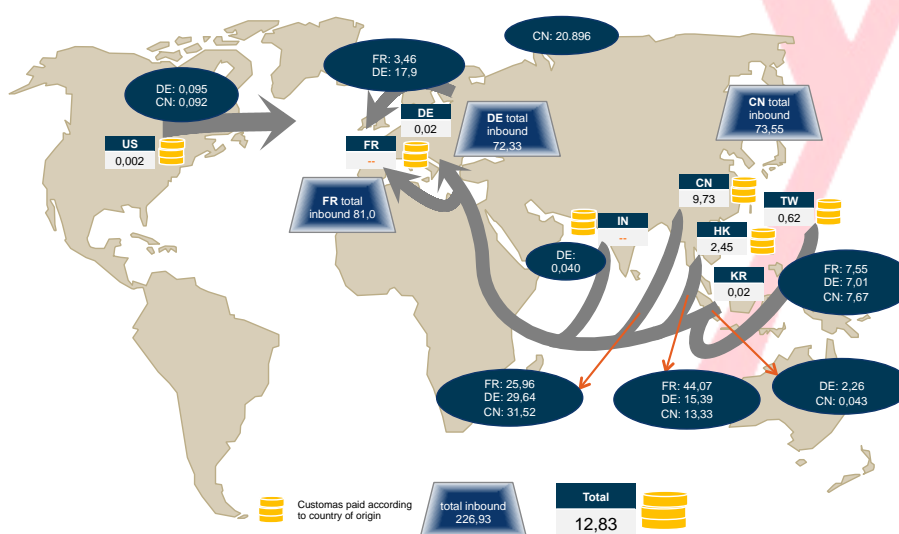 CN: 20.896
FR: 3,46
DE: 17,9
DE: 0,095
CN: 0,092
US
0,002
DE
0,02
FR
--
DE total
inbound
72,33
CN total
inbound
73,55
FR total
inbound 81,0
CN
9,73
TW
0,62
IN
--
HK
2,45
KR
0,02
DE:
0,040
FR: 7,55
DE: 7,01
CN: 7,67
FR: 25,96
DE: 29,64
CN: 31,52
FR: 44,07
DE: 15,39
CN: 13,33
DE: 2,26
CN: 0,043
Customas paid according
to country of origin
total inbound
226,93
Total
12,83